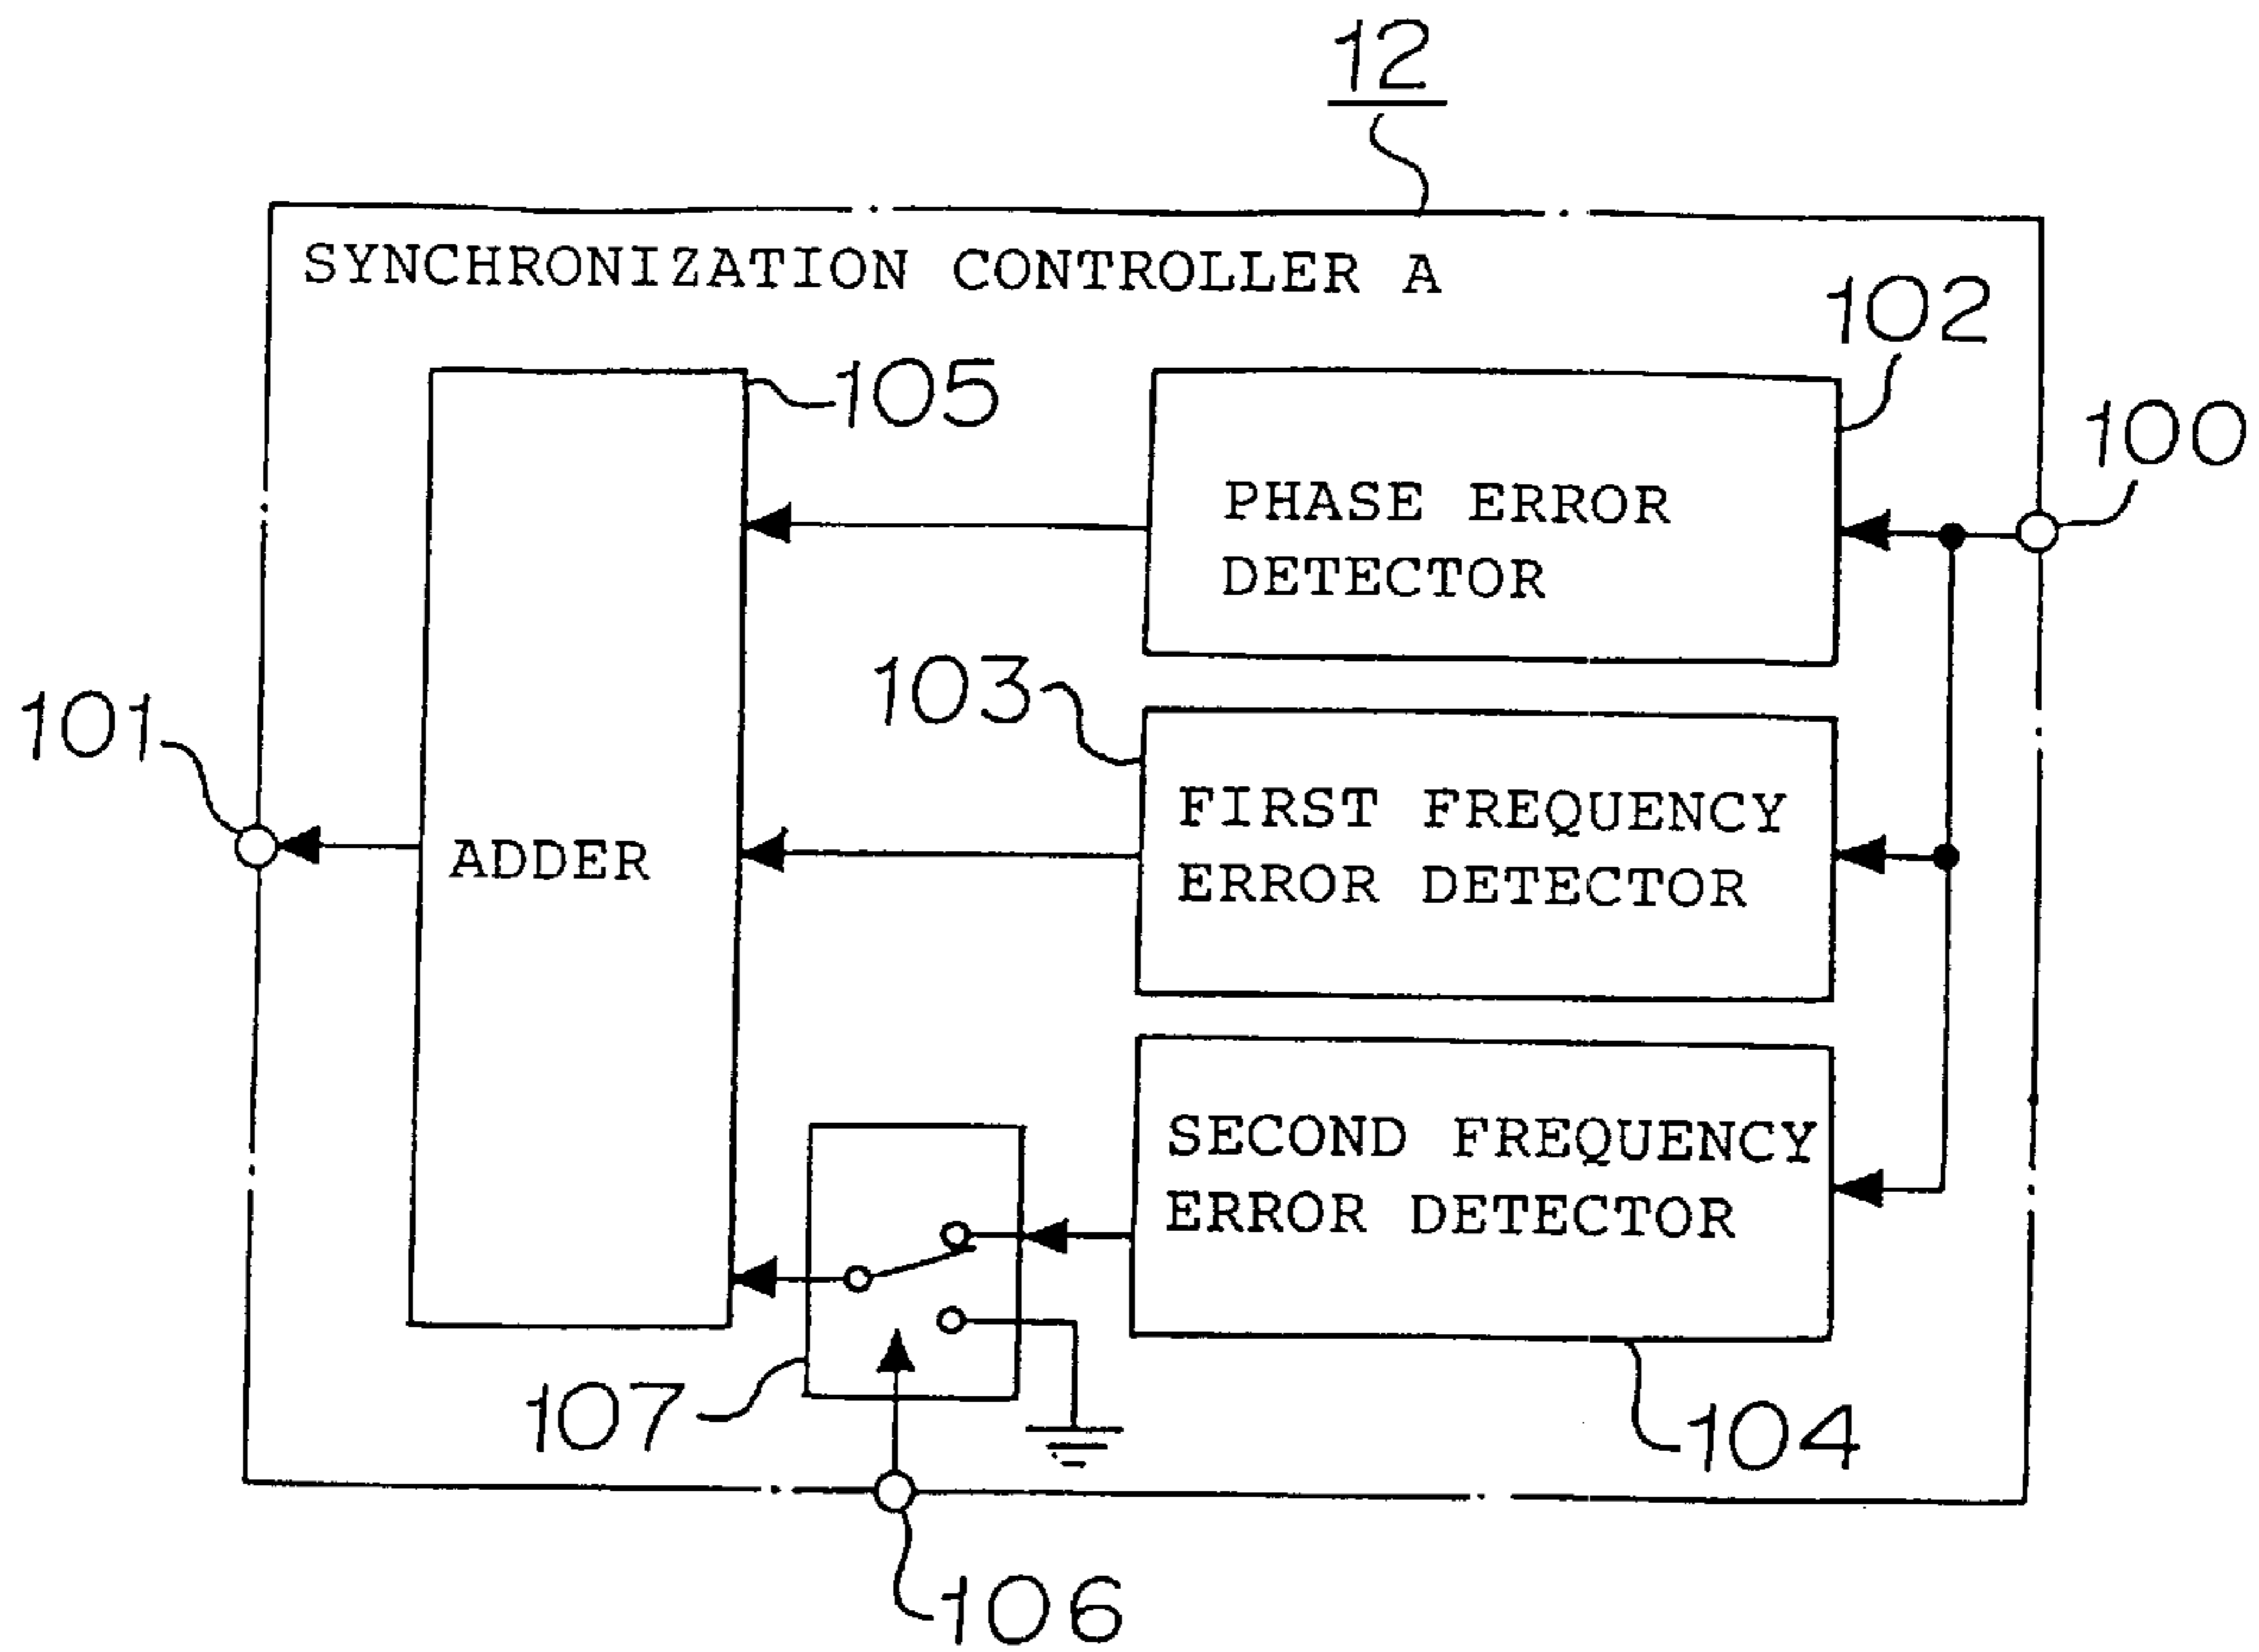 12
SYNCHRONIZATION CONTROLLER A
102
105
100
PHASE ERROR
DETECTOR
103
101
FIRST FREQUENCY
ERROR DETECTOR
ADDER
SECOND FREQUENCY
ERROR DETECTOR
107
104
106